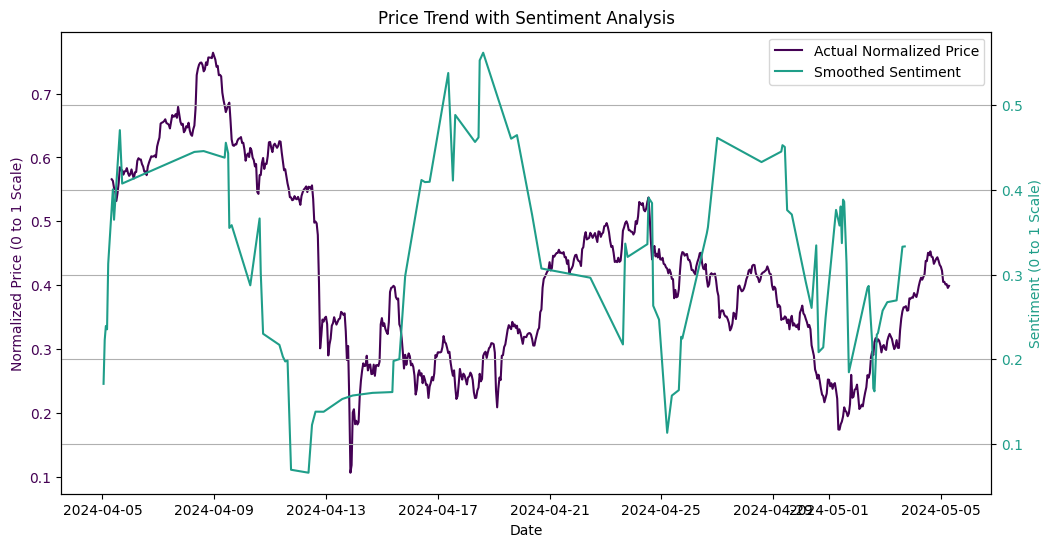 Price Trend with Sentiment Analysis
Actual Normalized Price
Smoothed Sentiment
Normalized Price (0 to 1 Scale)
0.7
0.6
0.5
0.4
0.3
0.2
0.1
0.5
0.4
0.3
0.2
0.1
Sentiment (0 to 1 Scale)
2024-04-05 2024-04-09 2024-04-13 2024-04-17 2024-04-21 2024-04-25 2024-04-29 2024-05-01 2024-05-05
Date